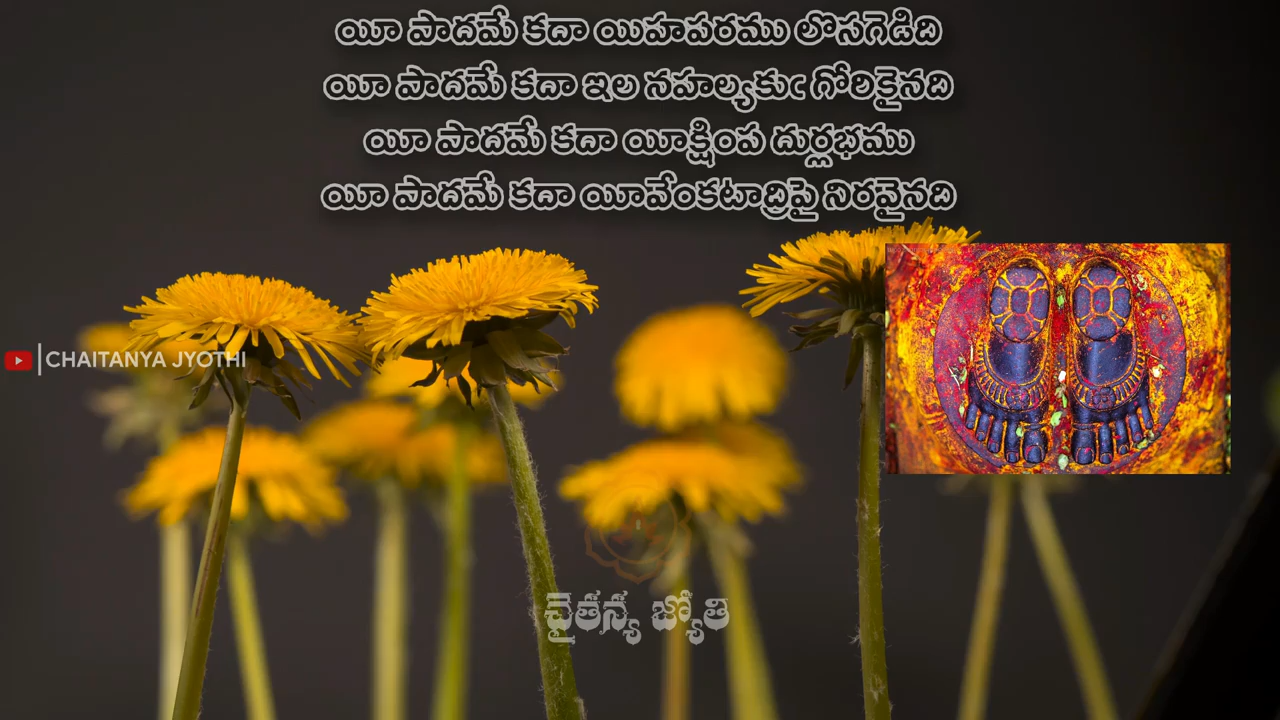 యీ పాదమే కదా యిహపరము లొసగెడిది
యీ పాదమే కదా ఇల నహల్యకుఁ గోరికైనది
యీ పాదమే కదా యీక్షింప దుర్లభము
యీ పాదమే కదా యీవేంకటాద్రిపై నిరవైనది
CHAITANYA JYOTHI
చైతన్య జ్యోతి